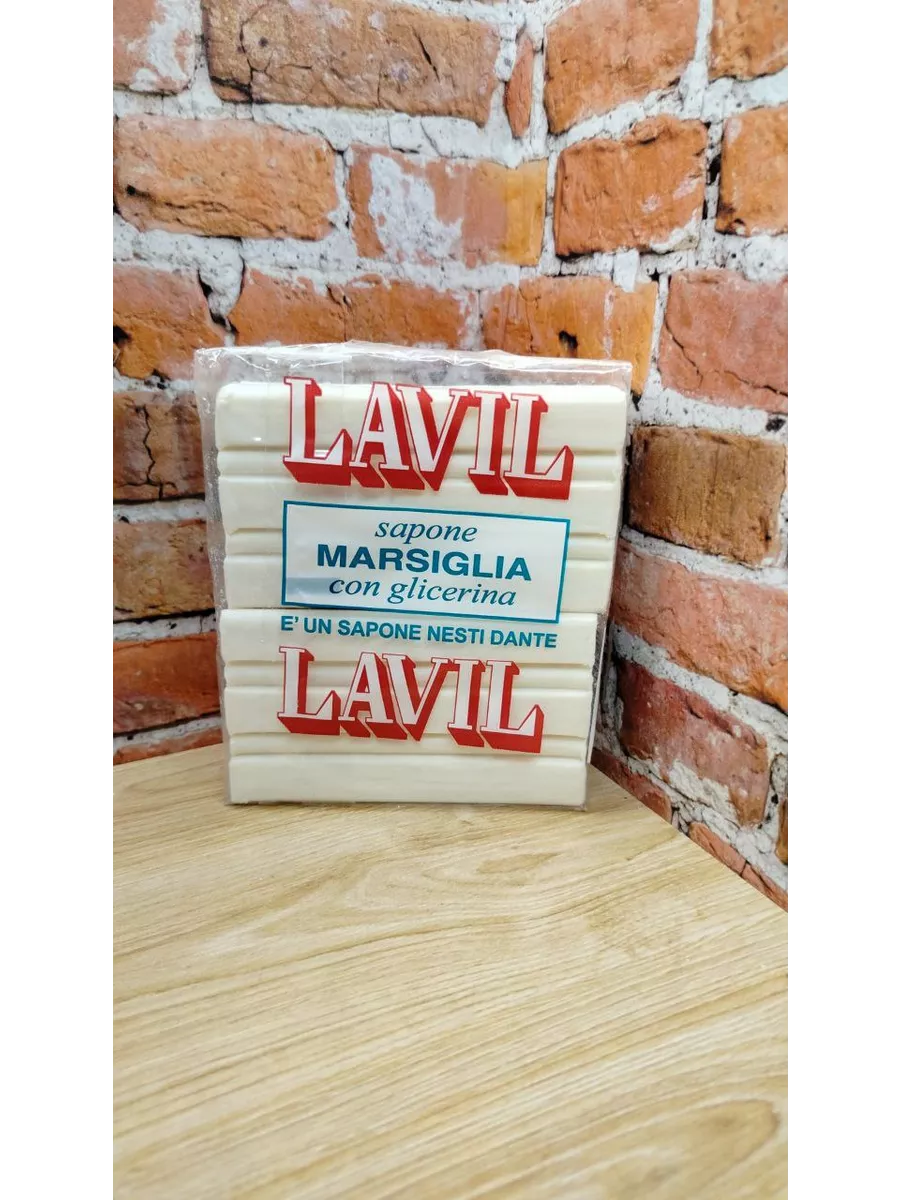 LAVIL
sapone
MARSIGLIA
con glicerina
E' UN SAPONE NESTI DANTE
LAVIL